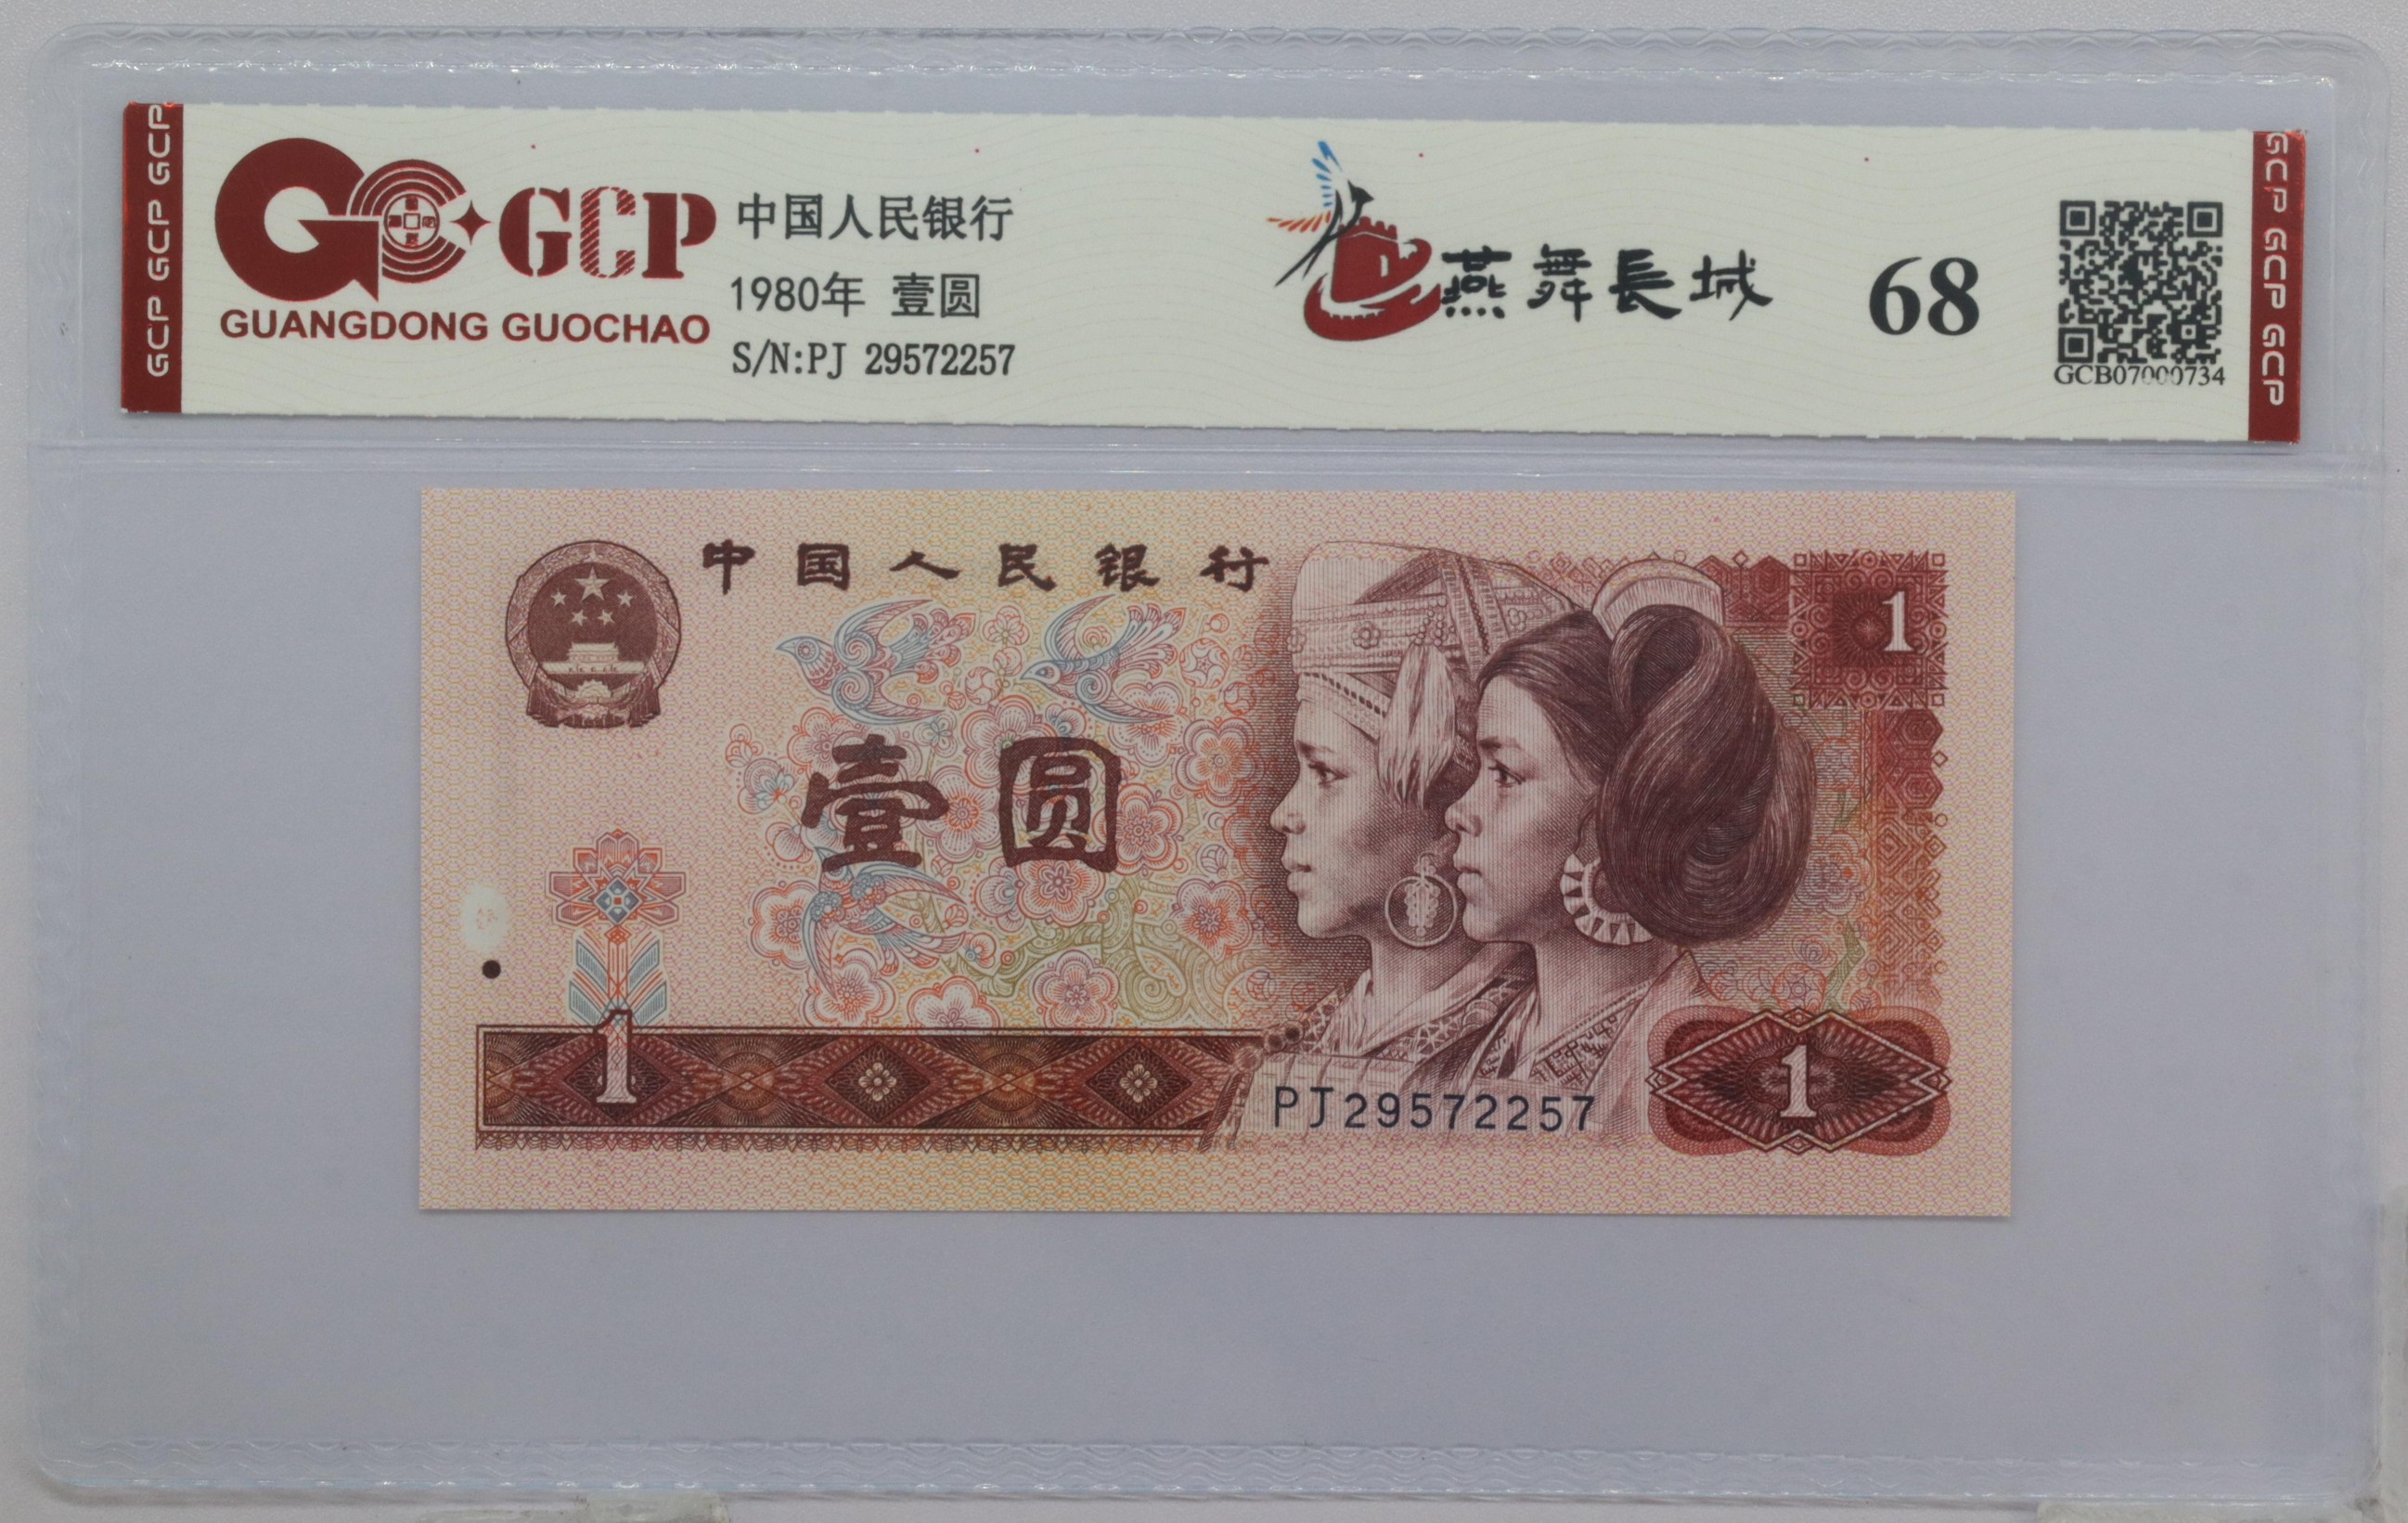 GCP GCP GCP GCP
GCP
GUANGDONG GUOCHAO
中国人民银行
1980年 壹圆
S/N:PJ 29572257
燕舞長城
68
GCB07000734
GCP GCP GCP GCP
中国人民银行
1
壹圆
1
PJ29572257
1